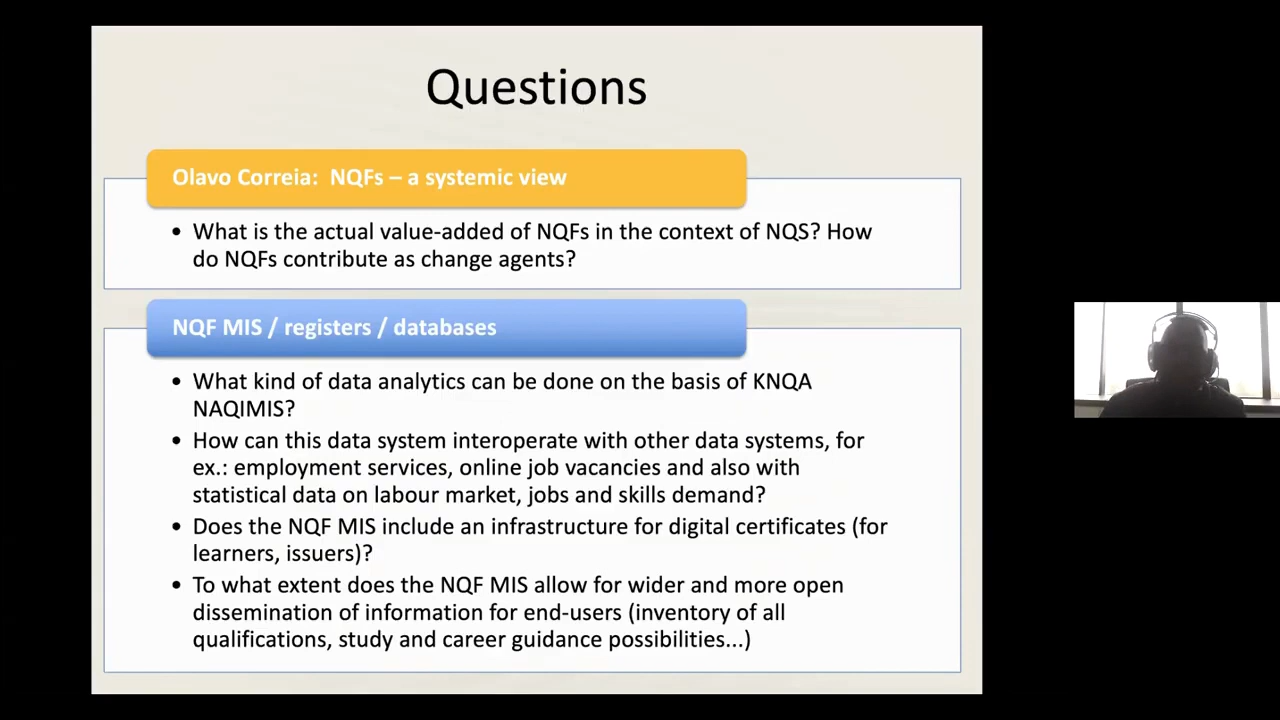 Questions
Olavo Correia: NQFs – a systemic view
• What is the actual value-added of NQFs in the context of NQS? How
do NQFs contribute as change agents?
NQF MIS / registers / databases
• What kind of data analytics can be done on the basis of KNQA
NAQIMIS?
• How can this data system interoperate with other data systems, for
ex.: employment services, online job vacancies and also with
statistical data on labour market, jobs and skills demand?
• Does the NQF MIS include an infrastructure for digital certificates (for
learners, issuers)?
• To what extent does the NQF MIS allow for wider and more open
dissemination of information for end-users (inventory of all
qualifications, study and career guidance possibilities...)